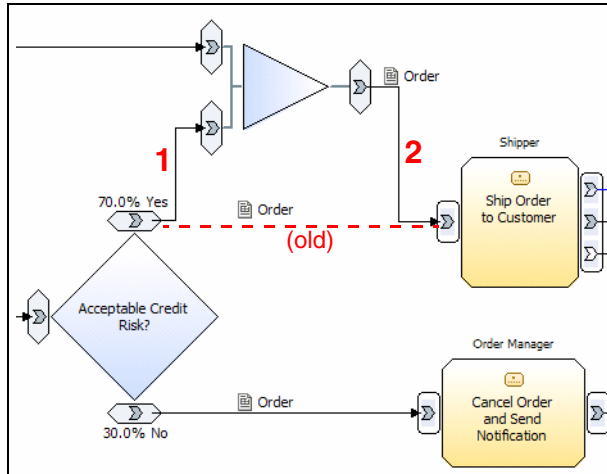 Order
1
2
Shipper
Ship Order
to Customer
70.0% Yes
Order
(old)
Acceptable Credit
Risk?
Order Manager
Order
Cancel Order
and Send
Notification
30.0% No